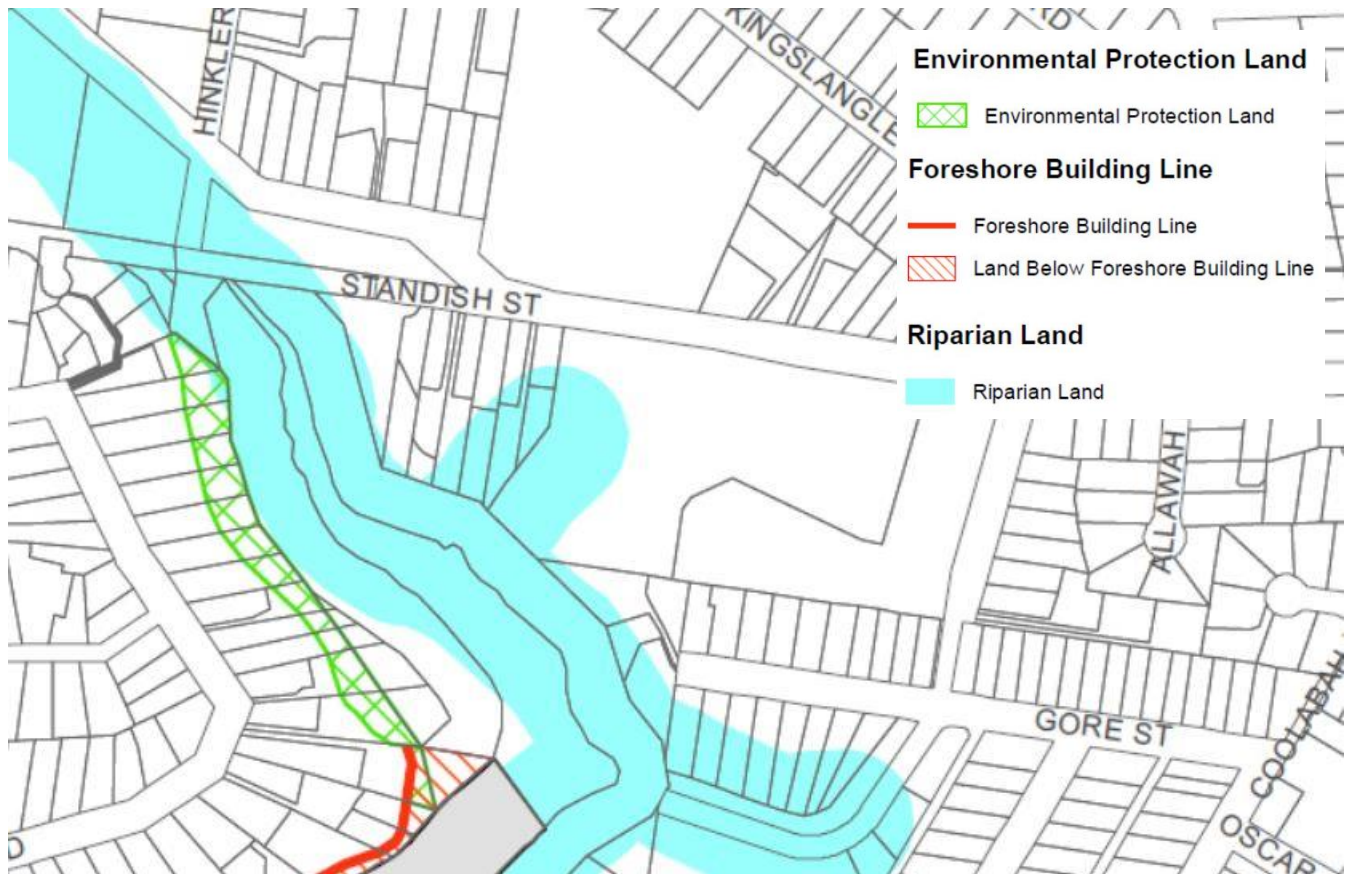 HINKLER
KINGSLANGLE
RD
Environmental Protection Land
Environmental Protection Land
Foreshore Building Line
Foreshore Building Line
Land Below Foreshore Building Line
Riparian Land
Riparian Land
STANDISH ST
ALLAWAH
GORE ST
COOLABAH
OSCAR
D